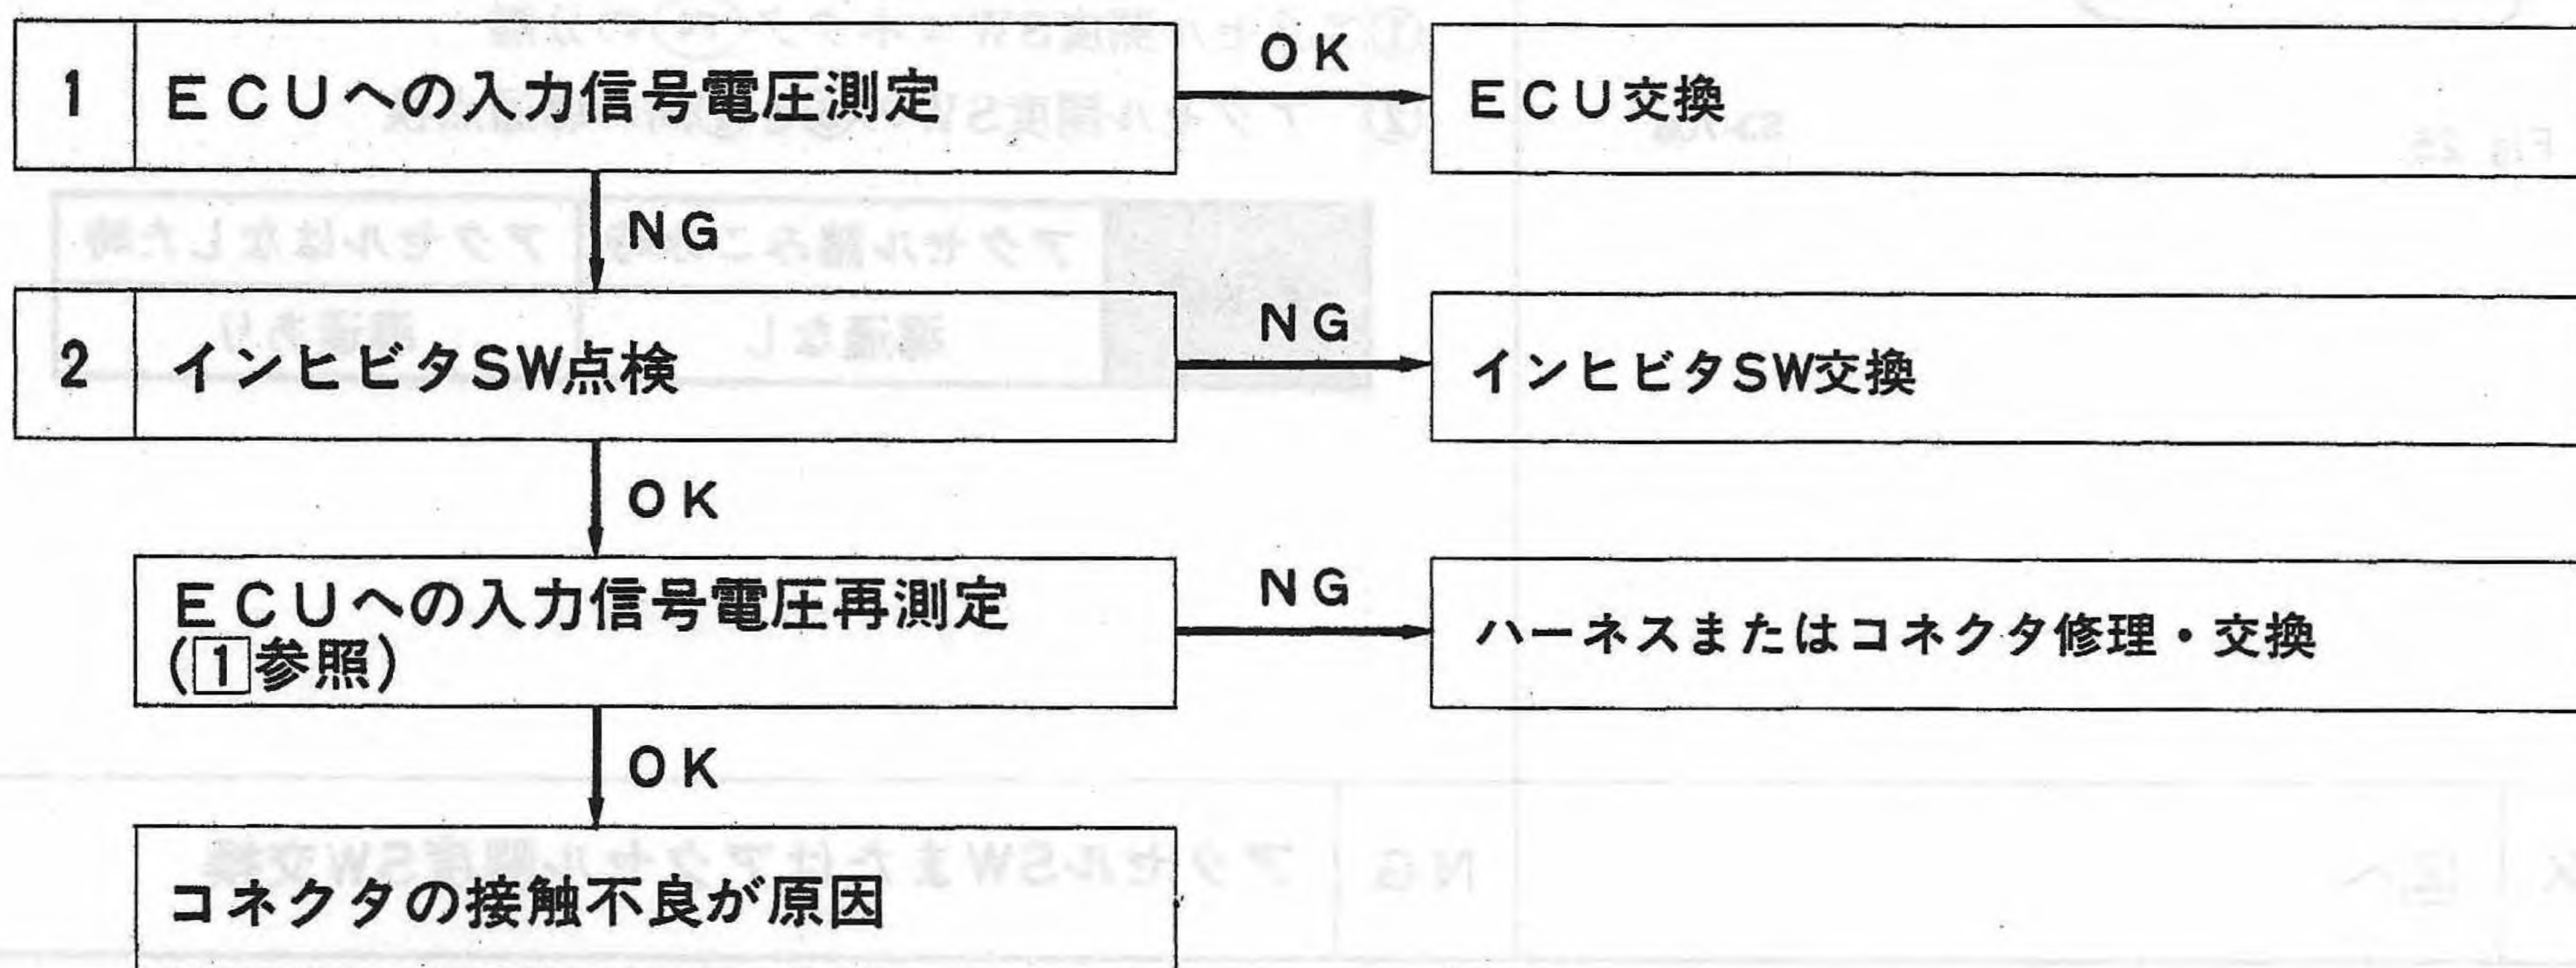 1 ECUへの入力信号電圧測定
OK
ECU交換
NG
2 インヒビタSW点検
NG
インヒビタSW交換
OK
ECUへの入力信号電圧再測定
(1参照)
NG
ハーネスまたはコネクタ修理・交換
OK
コネクタの接触不良が原因